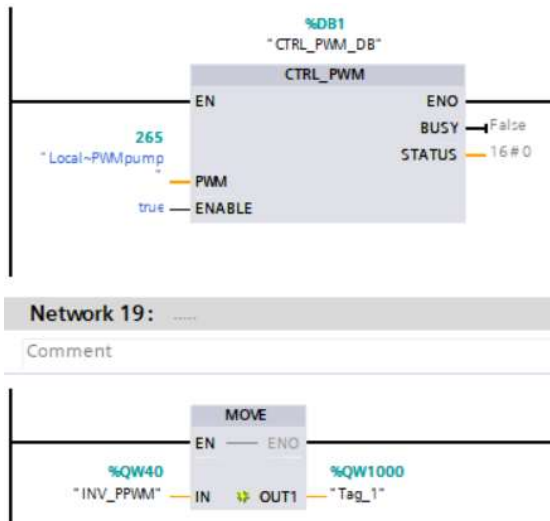 %DB1
"CTRL_PWM_DB"
CTRL_PWM
EN ENO
BUSY False
265
"Local~PWMpump
"
STATUS 16#0
PWM
true ENABLE
Network 19: .....
Comment
MOVE
EN ENO
%QW40 %QW1000
"INV_PPWM" IN OUT1 "Tag_1"